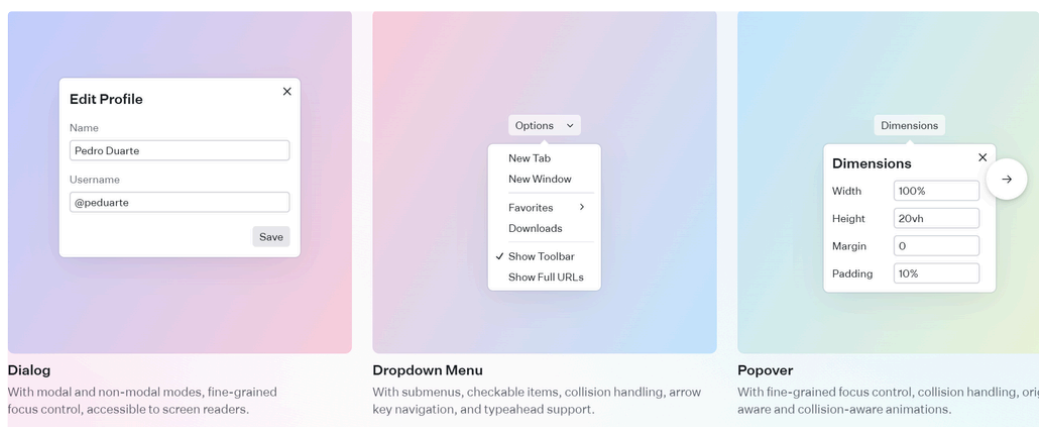 Edit Profile
Name
Pedro Duarte
Username
@peduarte
Save
Dialog
With modal and non-modal modes, fine-grained
focus control, accessible to screen readers.
Options
New Tab
New Window
Favorites
Downloads
Show Toolbar
Show Full URLs
Dropdown Menu
With submenus, checkable items, collision handling, arrow
key navigation, and typeahead support.
Dimensions
Dimensions
Width
100%
Height
20vh
Margin
0
Padding
10%
Popover
With fine-grained focus control, collision handling,
aware and collision-aware animations.